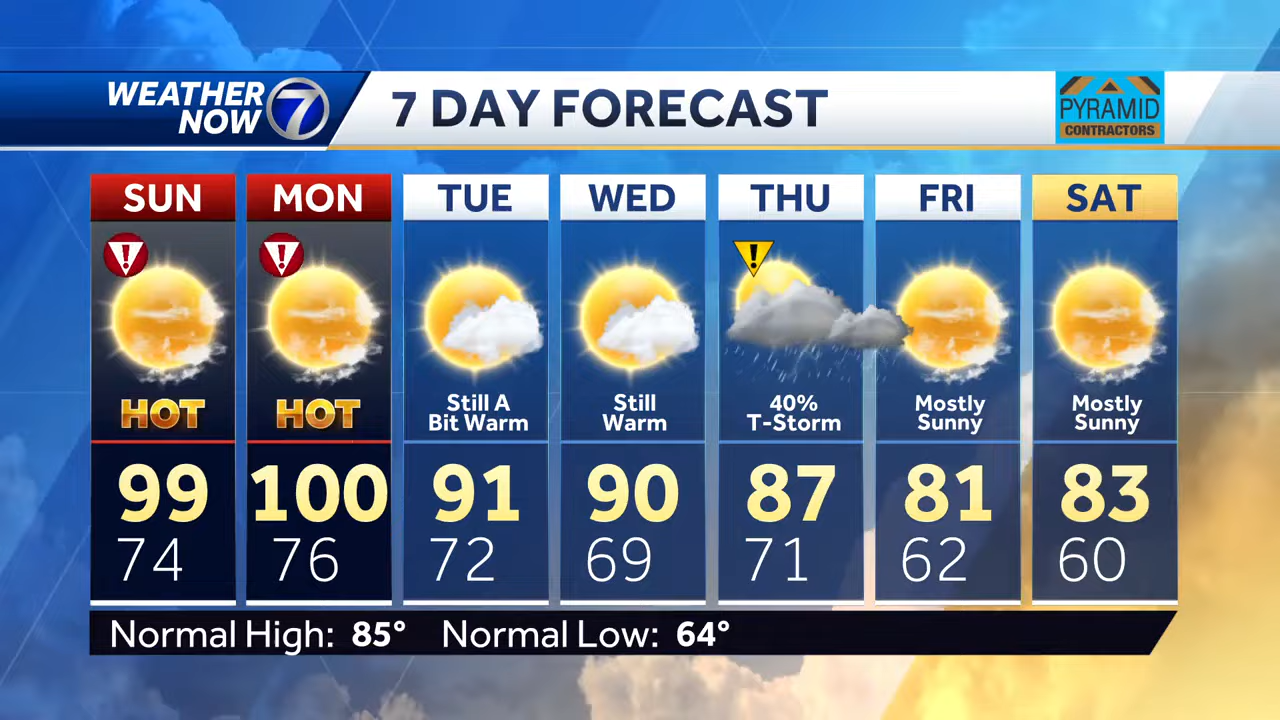 WEATHER
NOW 7
7 DAY FORECAST
PYRAMID
CONTRACTORS
SUN
!
HOT
99
74
MON
!
HOT
100
76
TUE
Still A
Bit Warm
91
72
WED
Still
Warm
90
69
THU
!
40%
T-Storm
87
71
FRI
Mostly
Sunny
81
62
SAT
Mostly
Sunny
83
60
Normal High: 85° Normal Low: 64°